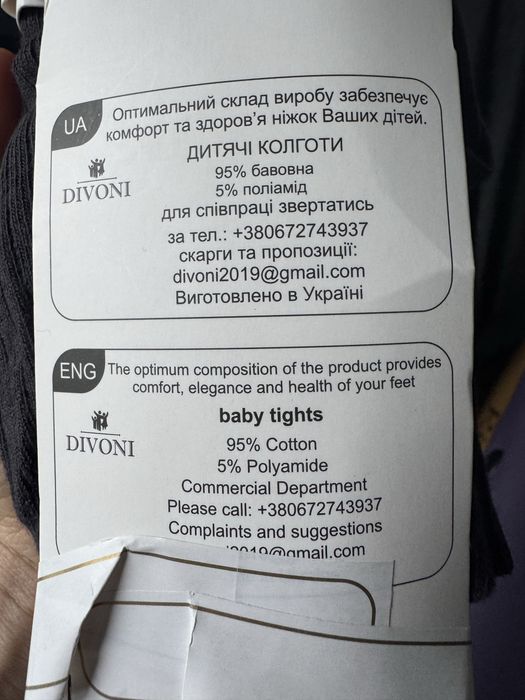 UA
Оптимальний склад виробу забезпечує
комфорт та здоров'я ніжок Ваших дітей.
DIVONI
ДИТЯЧІ КОЛГОТИ
95% бавовна
5% поліамід
для співпраці звертатись
за тел.: +380672743937
скарги та пропозиції:
divoni2019@gmail.com
Виготовлено в Україні
ENG
The optimum composition of the product provides
comfort, elegance and health of your feet
DIVONI
baby tights
95% Cotton
5% Polyamide
Commercial Department
Please call: +380672743937
Complaints and suggestions
2019@gmail.com